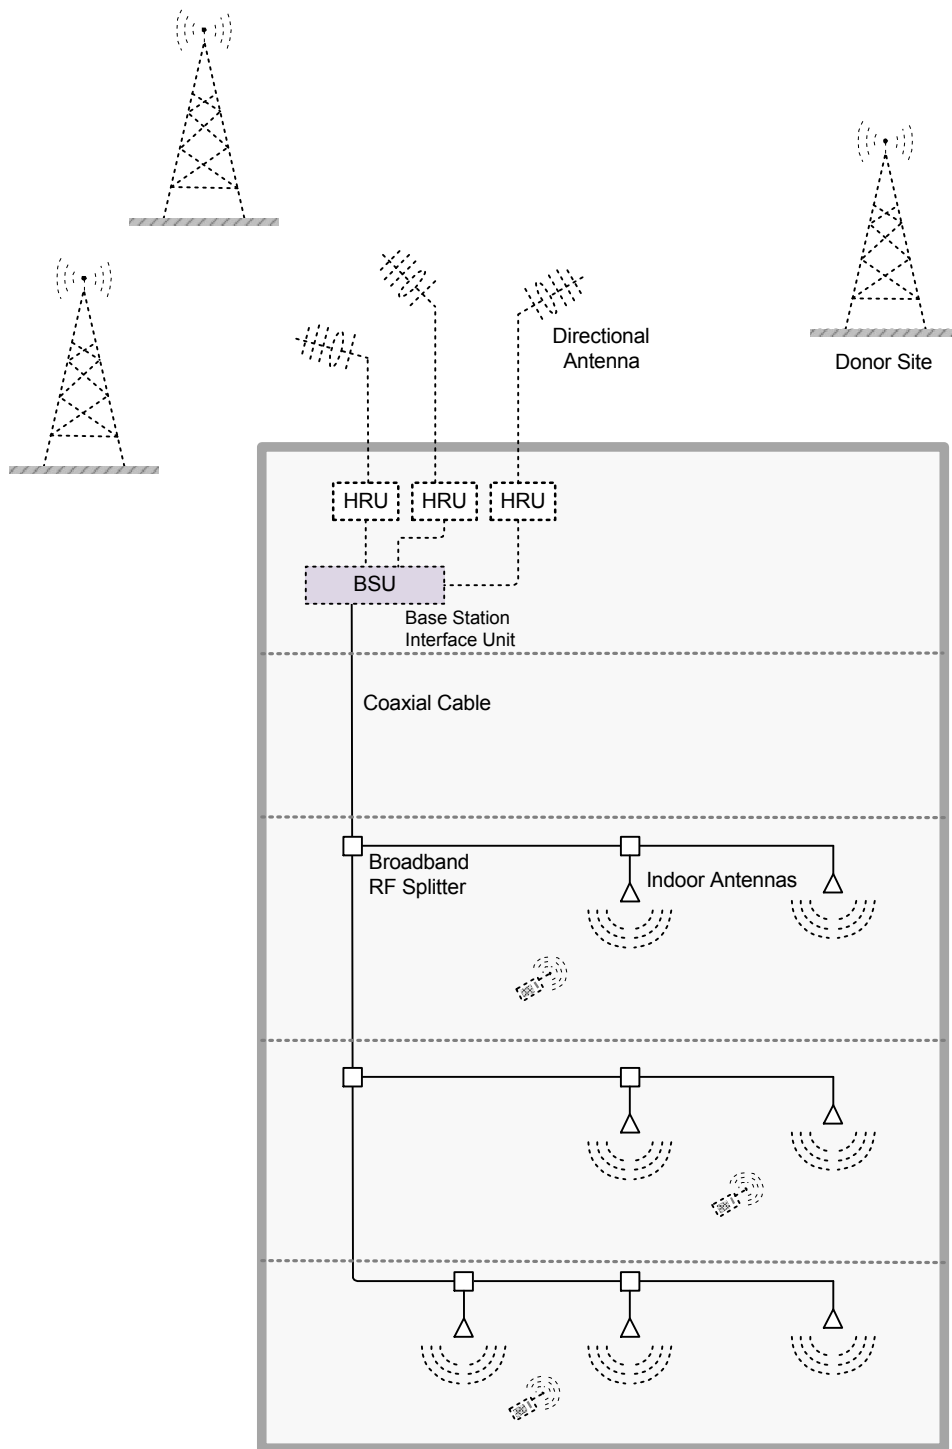 Directional
Antenna
Donor Site
HRU
HRU
HRU
BSU
Base Station
Interface Unit
Coaxial Cable
Broadband
RF Splitter
Indoor Antennas